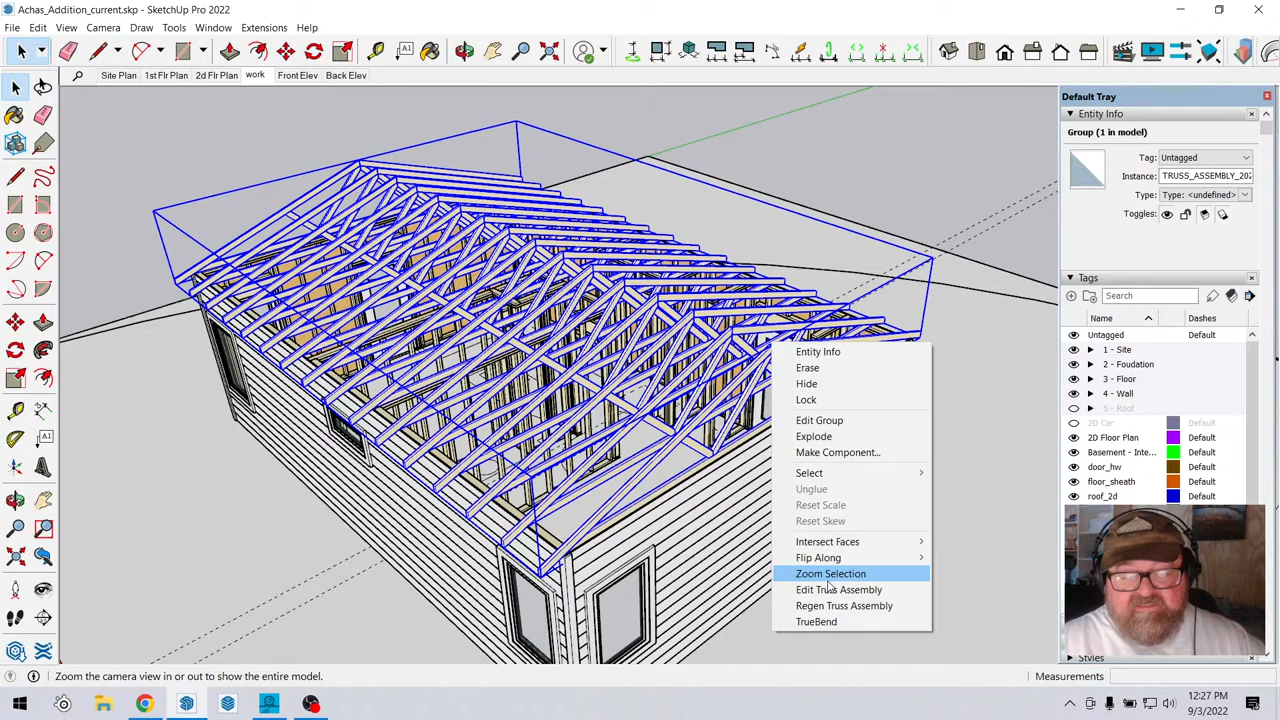 Achas_Addition_current.skp - SketchUp Pro 2022
File Edit View Camera Draw Tools Window Extensions Help
Site Plan 1st Flr Plan 2d Flr Plan work Front Elev Back Elev
Default Tray
Entity Info
Group (1 in model)
Tag: Untagged
Instance: TRUSS_ASSEMBLY_202
Type: Type: <undefined>
Toggles:
Tags
Search
Name Dashes
Untagged Default
1 - Site
2 - Foudation
3 - Floor
4 - Wall
5 - Roof
2D Car Default
2D Floor Plan Default
Basement - Inte... Default
door_hw Default
floor_sheath Default
roof_2d Default
Styles
Entity Info
Erase
Hide
Lock
Edit Group
Explode
Make Component...
Select
Unglue
Reset Scale
Reset Skew
Intersect Faces
Flip Along
Zoom Selection
Edit Truss Assembly
Regen Truss Assembly
TrueBend
Zoom the camera view in or out to show the entire model.
Measurements
12:27 PM
9/3/2022